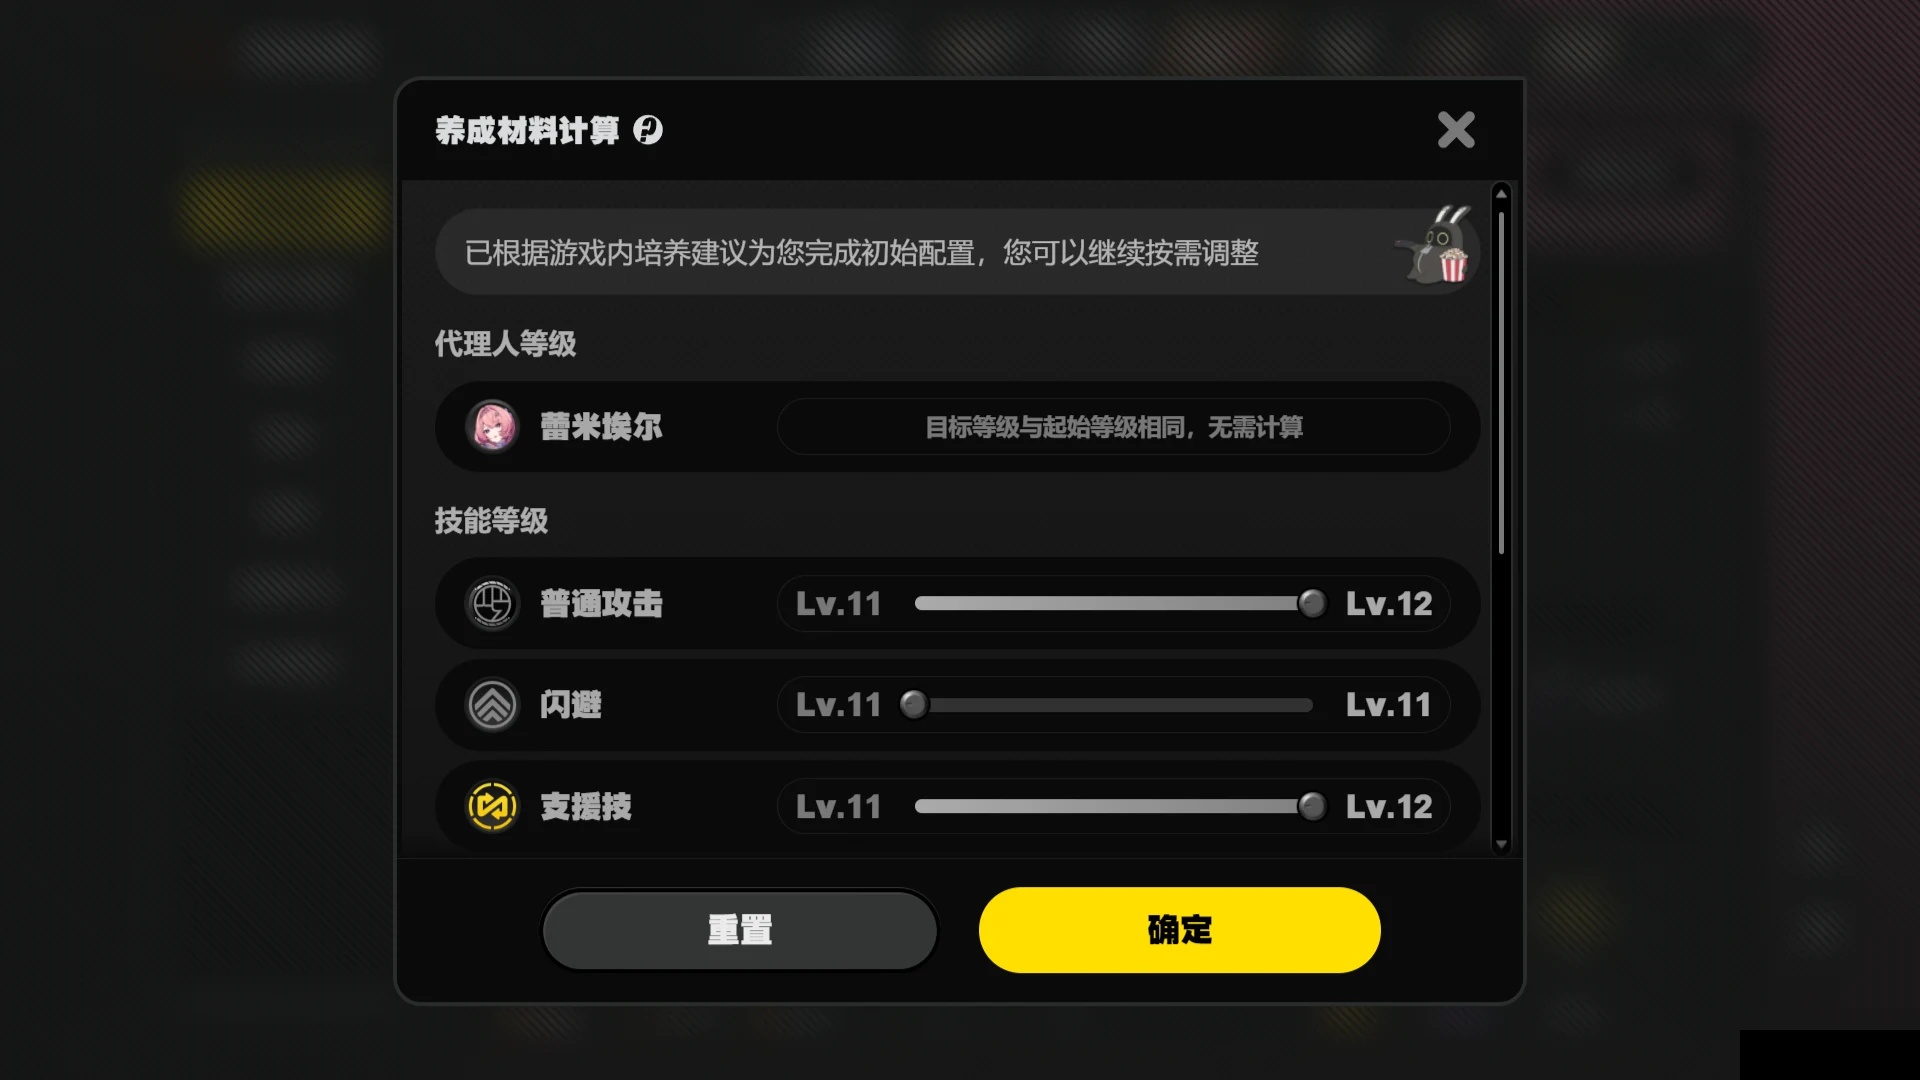 养成材料计算
已根据游戏内培养建议为您完成初始配置，您可以继续按需调整
代理人等级
蕾米埃尔
目标等级与起始等级相同，无需计算
技能等级
普通攻击 Lv.11 Lv.12
闪避 Lv.11 Lv.11
支援技 Lv.11 Lv.12
重置 确定